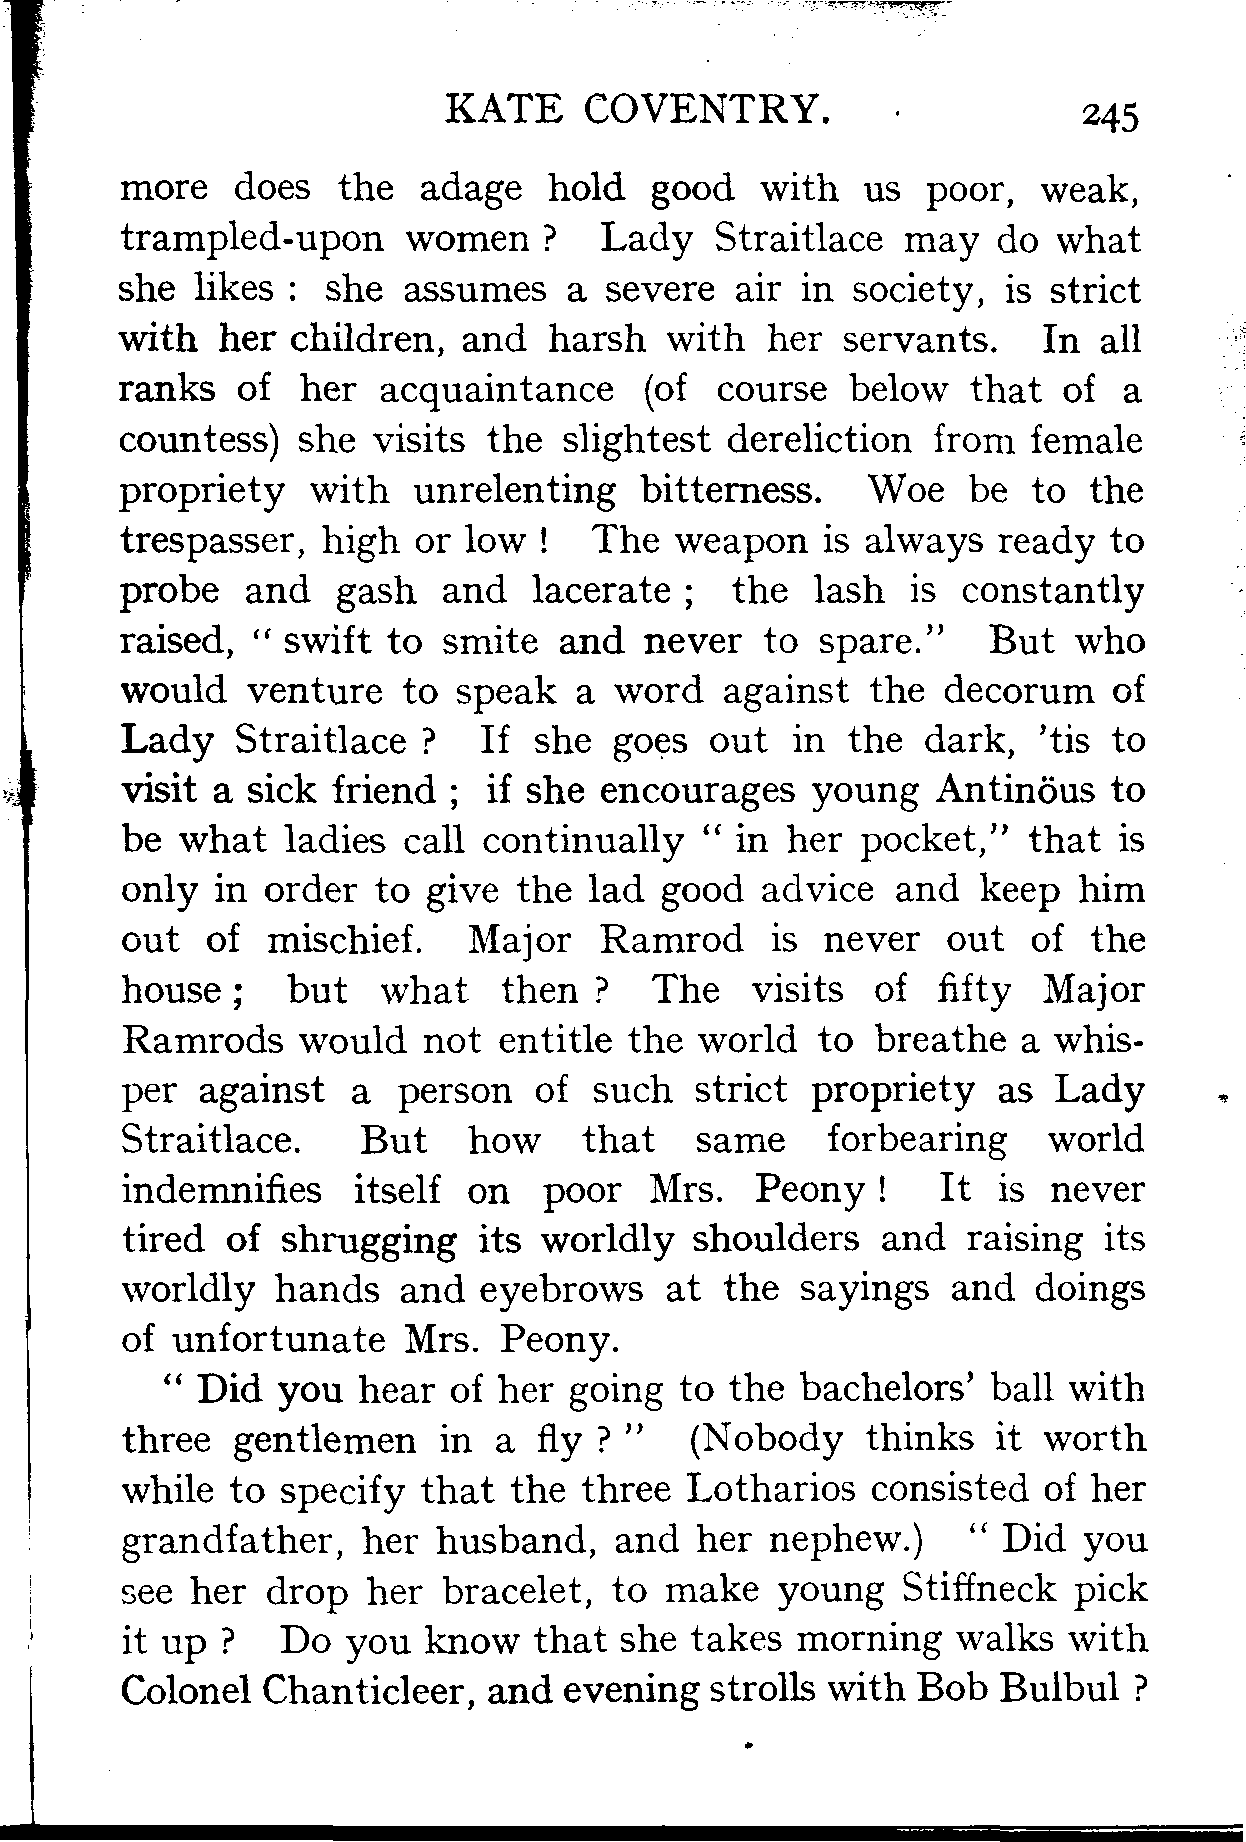 KATE COVENTRY. 245
more does the adage hold good with us poor, weak,
trampled-upon women ? Lady Straitlace may do what
she likes : she assumes a severe air in society, is strict
with her children, and harsh with her servants. In all
ranks of her acquaintance (of course below that of a
countess) she visits the slightest dereliction from female
propriety with unrelenting bitterness. Woe be to the
trespasser, high or low ! The weapon is always ready to
probe and gash and lacerate ; the lash is constantly
raised, “ swift to smite and never to spare.” But who
would venture to speak a word against the decorum of
Lady Straitlace ? If she goes out in the dark, ’tis to
visit a sick friend ; if she encourages young Antinöus to
be what ladies call continually “ in her pocket,” that is
only in order to give the lad good advice and keep him
out of mischief. Major Ramrod is never out of the
house ; but what then ? The visits of fifty Major
Ramrods would not entitle the world to breathe a whis-
per against a person of such strict propriety as Lady
Straitlace. But how that same forbearing world
indemnifies itself on poor Mrs. Peony ! It is never
tired of shrugging its worldly shoulders and raising its
worldly hands and eyebrows at the sayings and doings
of unfortunate Mrs. Peony.
“ Did you hear of her going to the bachelors’ ball with
three gentlemen in a fly ? ” (Nobody thinks it worth
while to specify that the three Lotharios consisted of her
grandfather, her husband, and her nephew.) “ Did you
see her drop her bracelet, to make young Stiffneck pick
it up ? Do you know that she takes morning walks with
Colonel Chanticleer, and evening strolls with Bob Bulbul ?